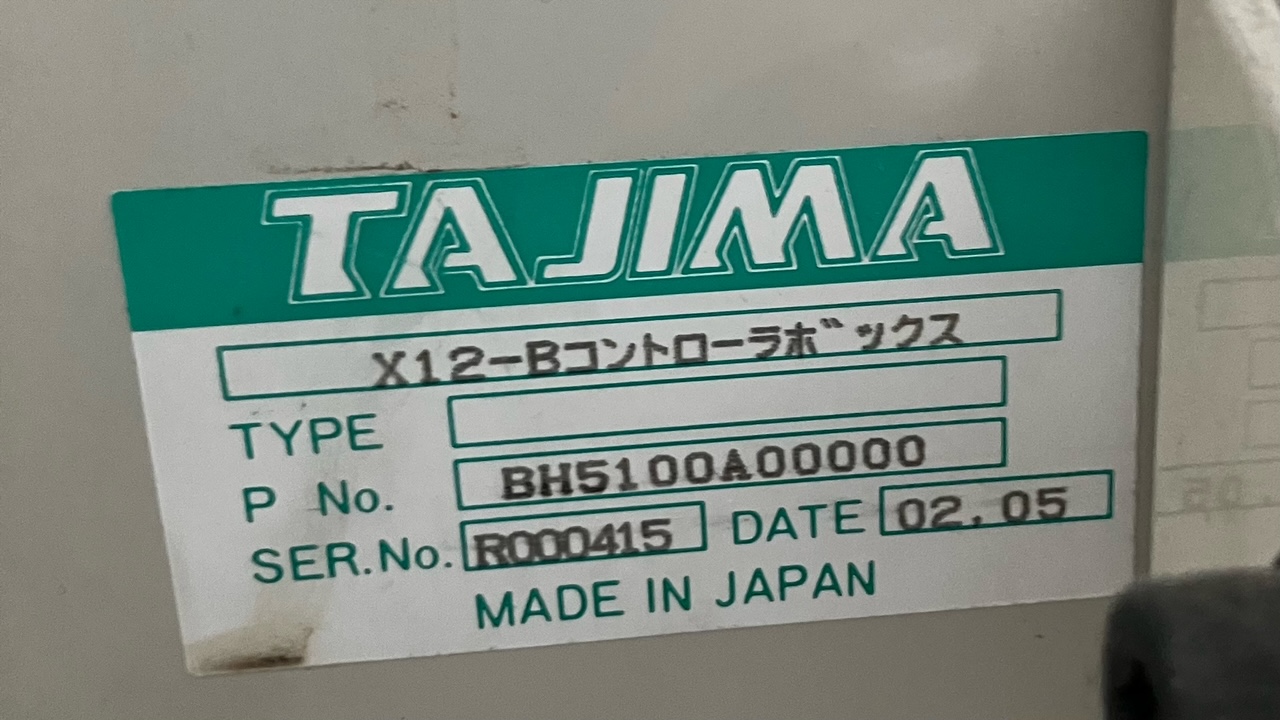 TAJIMA
X12-Bコントローラボックス
TYPE
P No. BH5100A00000
SER.No. R000415 DATE 02.05
MADE IN JAPAN